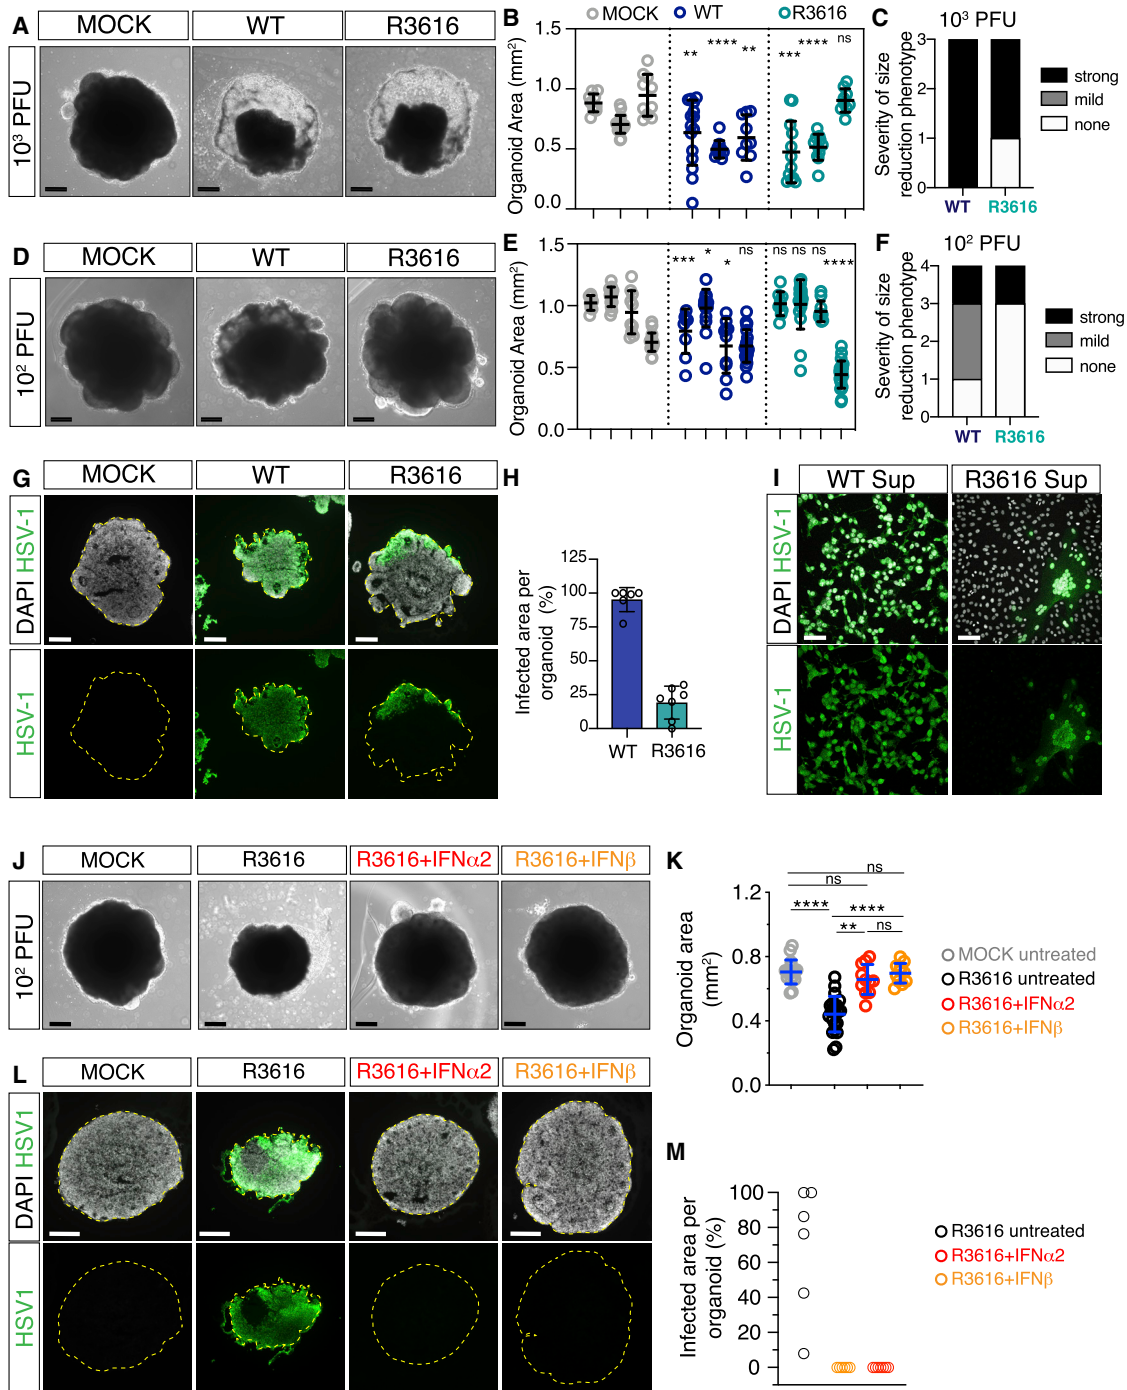 A
MOCK
WT
R3616
10³ PFU
B
MOCK
WT
R3616
Organoid Area (mm²)
1.5
1.0
0.5
0.0
**
****
**
***
****
ns
C
10³ PFU
Severity of size
reduction phenotype
3
2
1
0
WT
R3616
strong
mild
none
D
MOCK
WT
R3616
10² PFU
E
Organoid Area (mm²)
1.5
1.0
0.5
0.0
***
*
*
ns
ns
ns
ns
****
F
10² PFU
Severity of size
reduction phenotype
4
3
2
1
0
WT
R3616
strong
mild
none
G
MOCK
WT
R3616
DAPI HSV-1
HSV-1
H
Infected area per
organoid (%)
125
100
75
50
25
0
WT
R3616
I
WT Sup
R3616 Sup
DAPI HSV-1
HSV-1
J
MOCK
R3616
R3616+IFNα2
R3616+IFNβ
10² PFU
K
Organoid area
(mm²)
1.2
0.8
0.4
0.0
ns
ns
****
****
**
ns
MOCK untreated
R3616 untreated
R3616+IFNα2
R3616+IFNβ
L
MOCK
R3616
R3616+IFNα2
R3616+IFNβ
DAPI HSV1
HSV1
M
Infected area per
organoid (%)
100
80
60
40
20
0
R3616 untreated
R3616+IFNα2
R3616+IFNβ